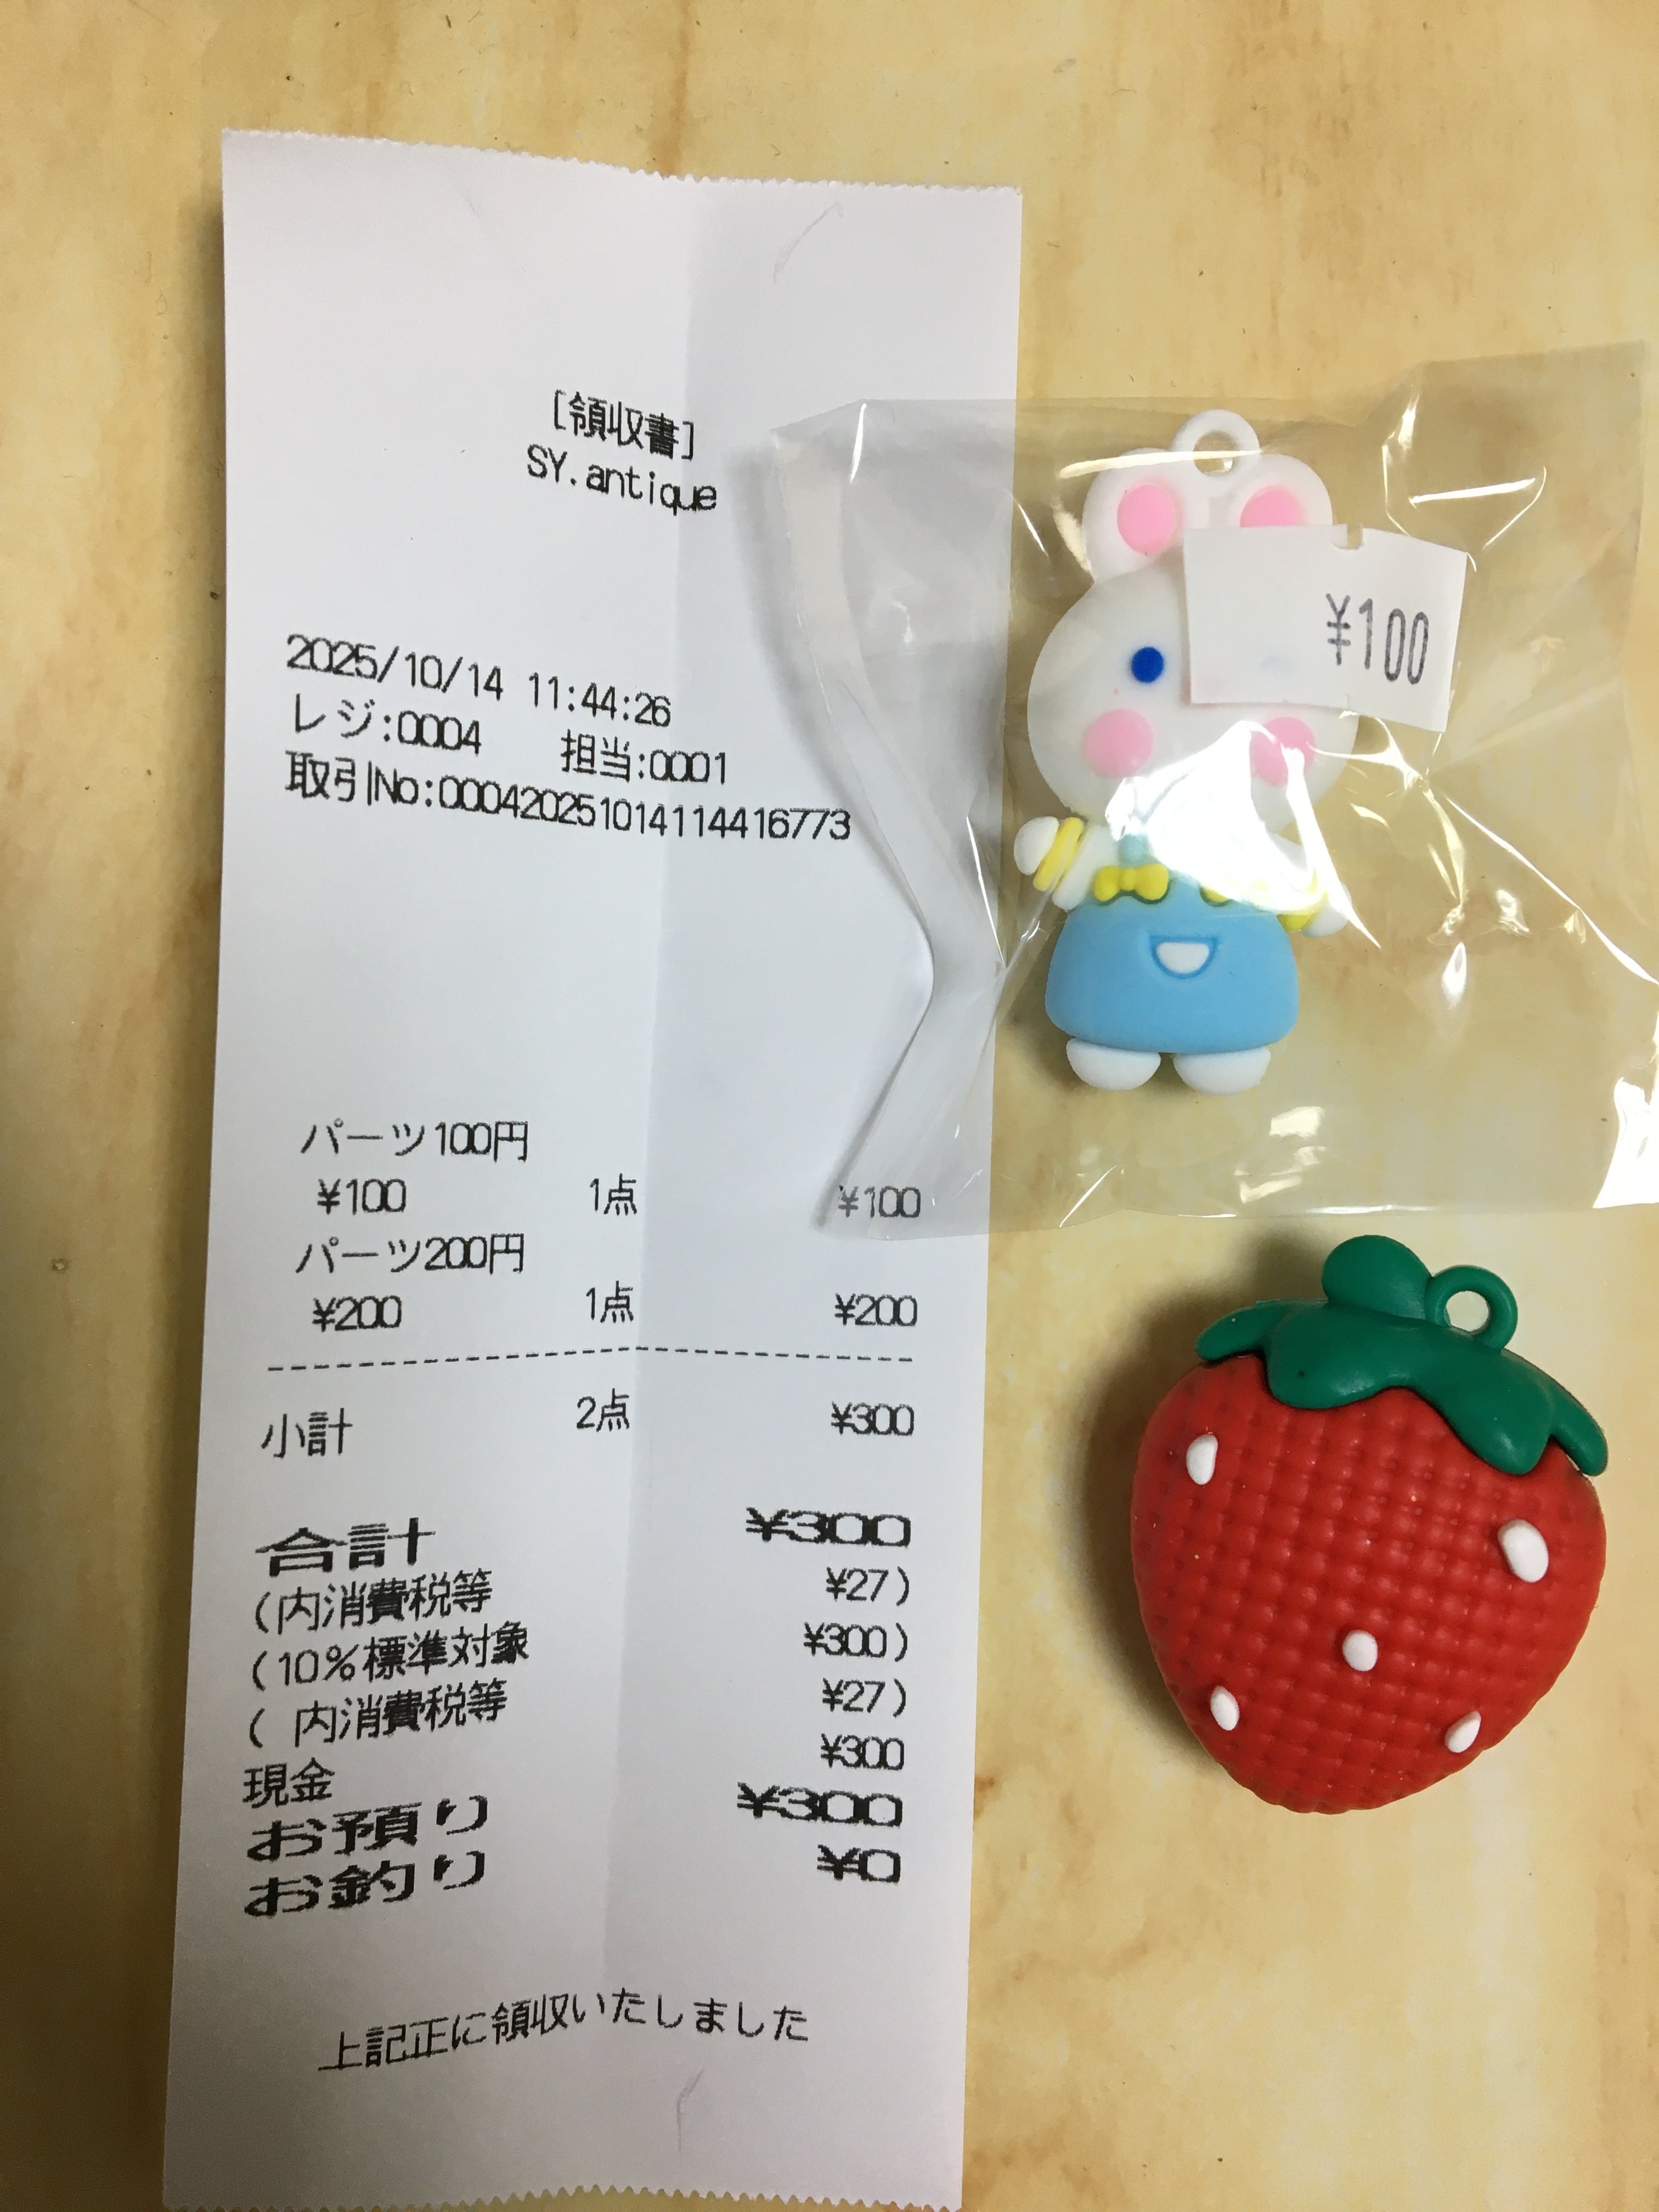 [領収書]
SY.antique
2025/10/14 11:44:26
レジ:0004 担当:0001
取引No:00042025101411441​6773
パーツ100円
¥100 1点 ¥100
パーツ200円
¥200 1点 ¥200
--------------------------------
小計 2点 ¥300
合計 ¥300
(内消費税等 ¥27)
(10%標準対象 ¥300)
( 内消費税等 ¥27)
現金 ¥300
お預り ¥300
お釣り ¥0
上記正に領収いたしました
¥100